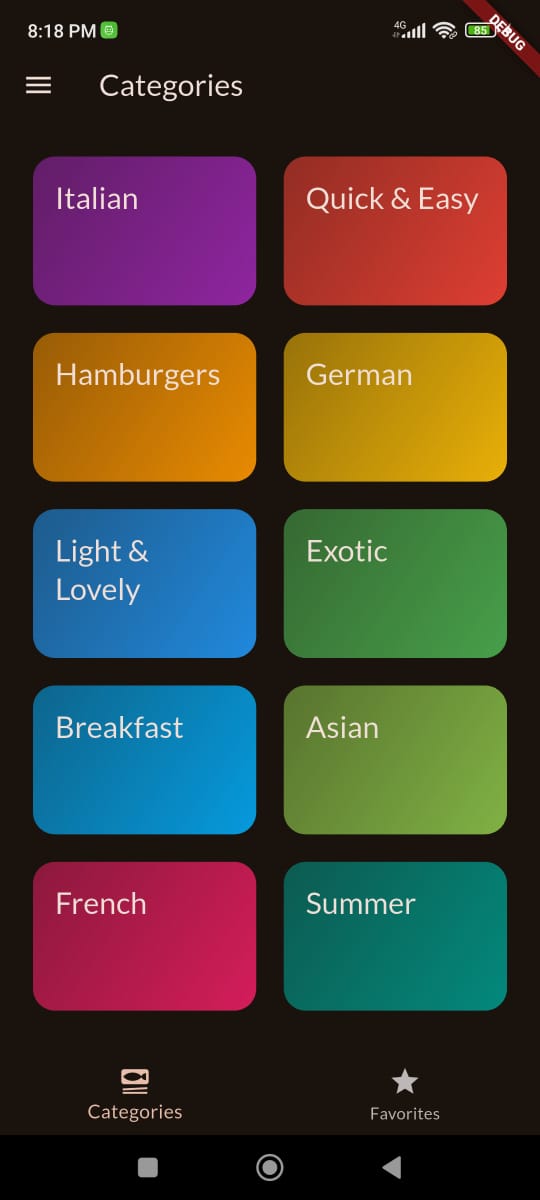 8:18 PM
4G
85
DEBUG
Categories
Italian
Quick & Easy
Hamburgers
German
Light &
Lovely
Exotic
Breakfast
Asian
French
Summer
Categories
Favorites